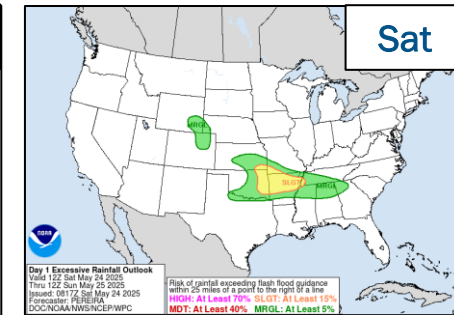 Sat
MRGL
SLGT
MRGL
NOAA
Day 1 Excessive Rainfall Outlook
Valid 12Z Sat May 24 2025
Thru 12Z Sun May 25 2025
Issued: 0817Z Sat May 24 2025
Forecaster: PEREIRA
DOC/NOAA/NWS/NCEP/WPC
Risk of rainfall exceeding flash flood guidance
within 25 miles of a point to the right of a line
HIGH: At Least 70% SLGT: At Least 15%
MDT: At Least 40% MRGL: At Least 5%